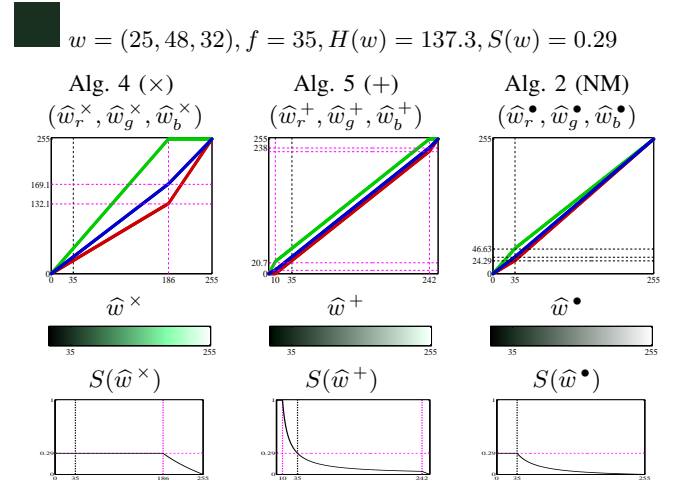 w = (25, 48, 32), f = 35, H(w) = 137.3, S(w) = 0.29
Alg. 4 (×) Alg. 5 (+) Alg. 2 (NM)
(ŵ_r^×, ŵ_g^×, ŵ_b^×) (ŵ_r^+, ŵ_g^+, ŵ_b^+) (ŵ_r^•, ŵ_g^•, ŵ_b^•)
255 255 255
238
169.1
132.1
46.63
20.7 24.29
0 0 0
0 35 186 255 0 10 35 242 0 35 255
ŵ^× ŵ^+ ŵ^•
35 255 35 255 35 255
S(ŵ^×) S(ŵ^+) S(ŵ^•)
1 1 1
0.29 0.29 0.29
0 0 0
0 35 186 255 10 35 242 0 35 255